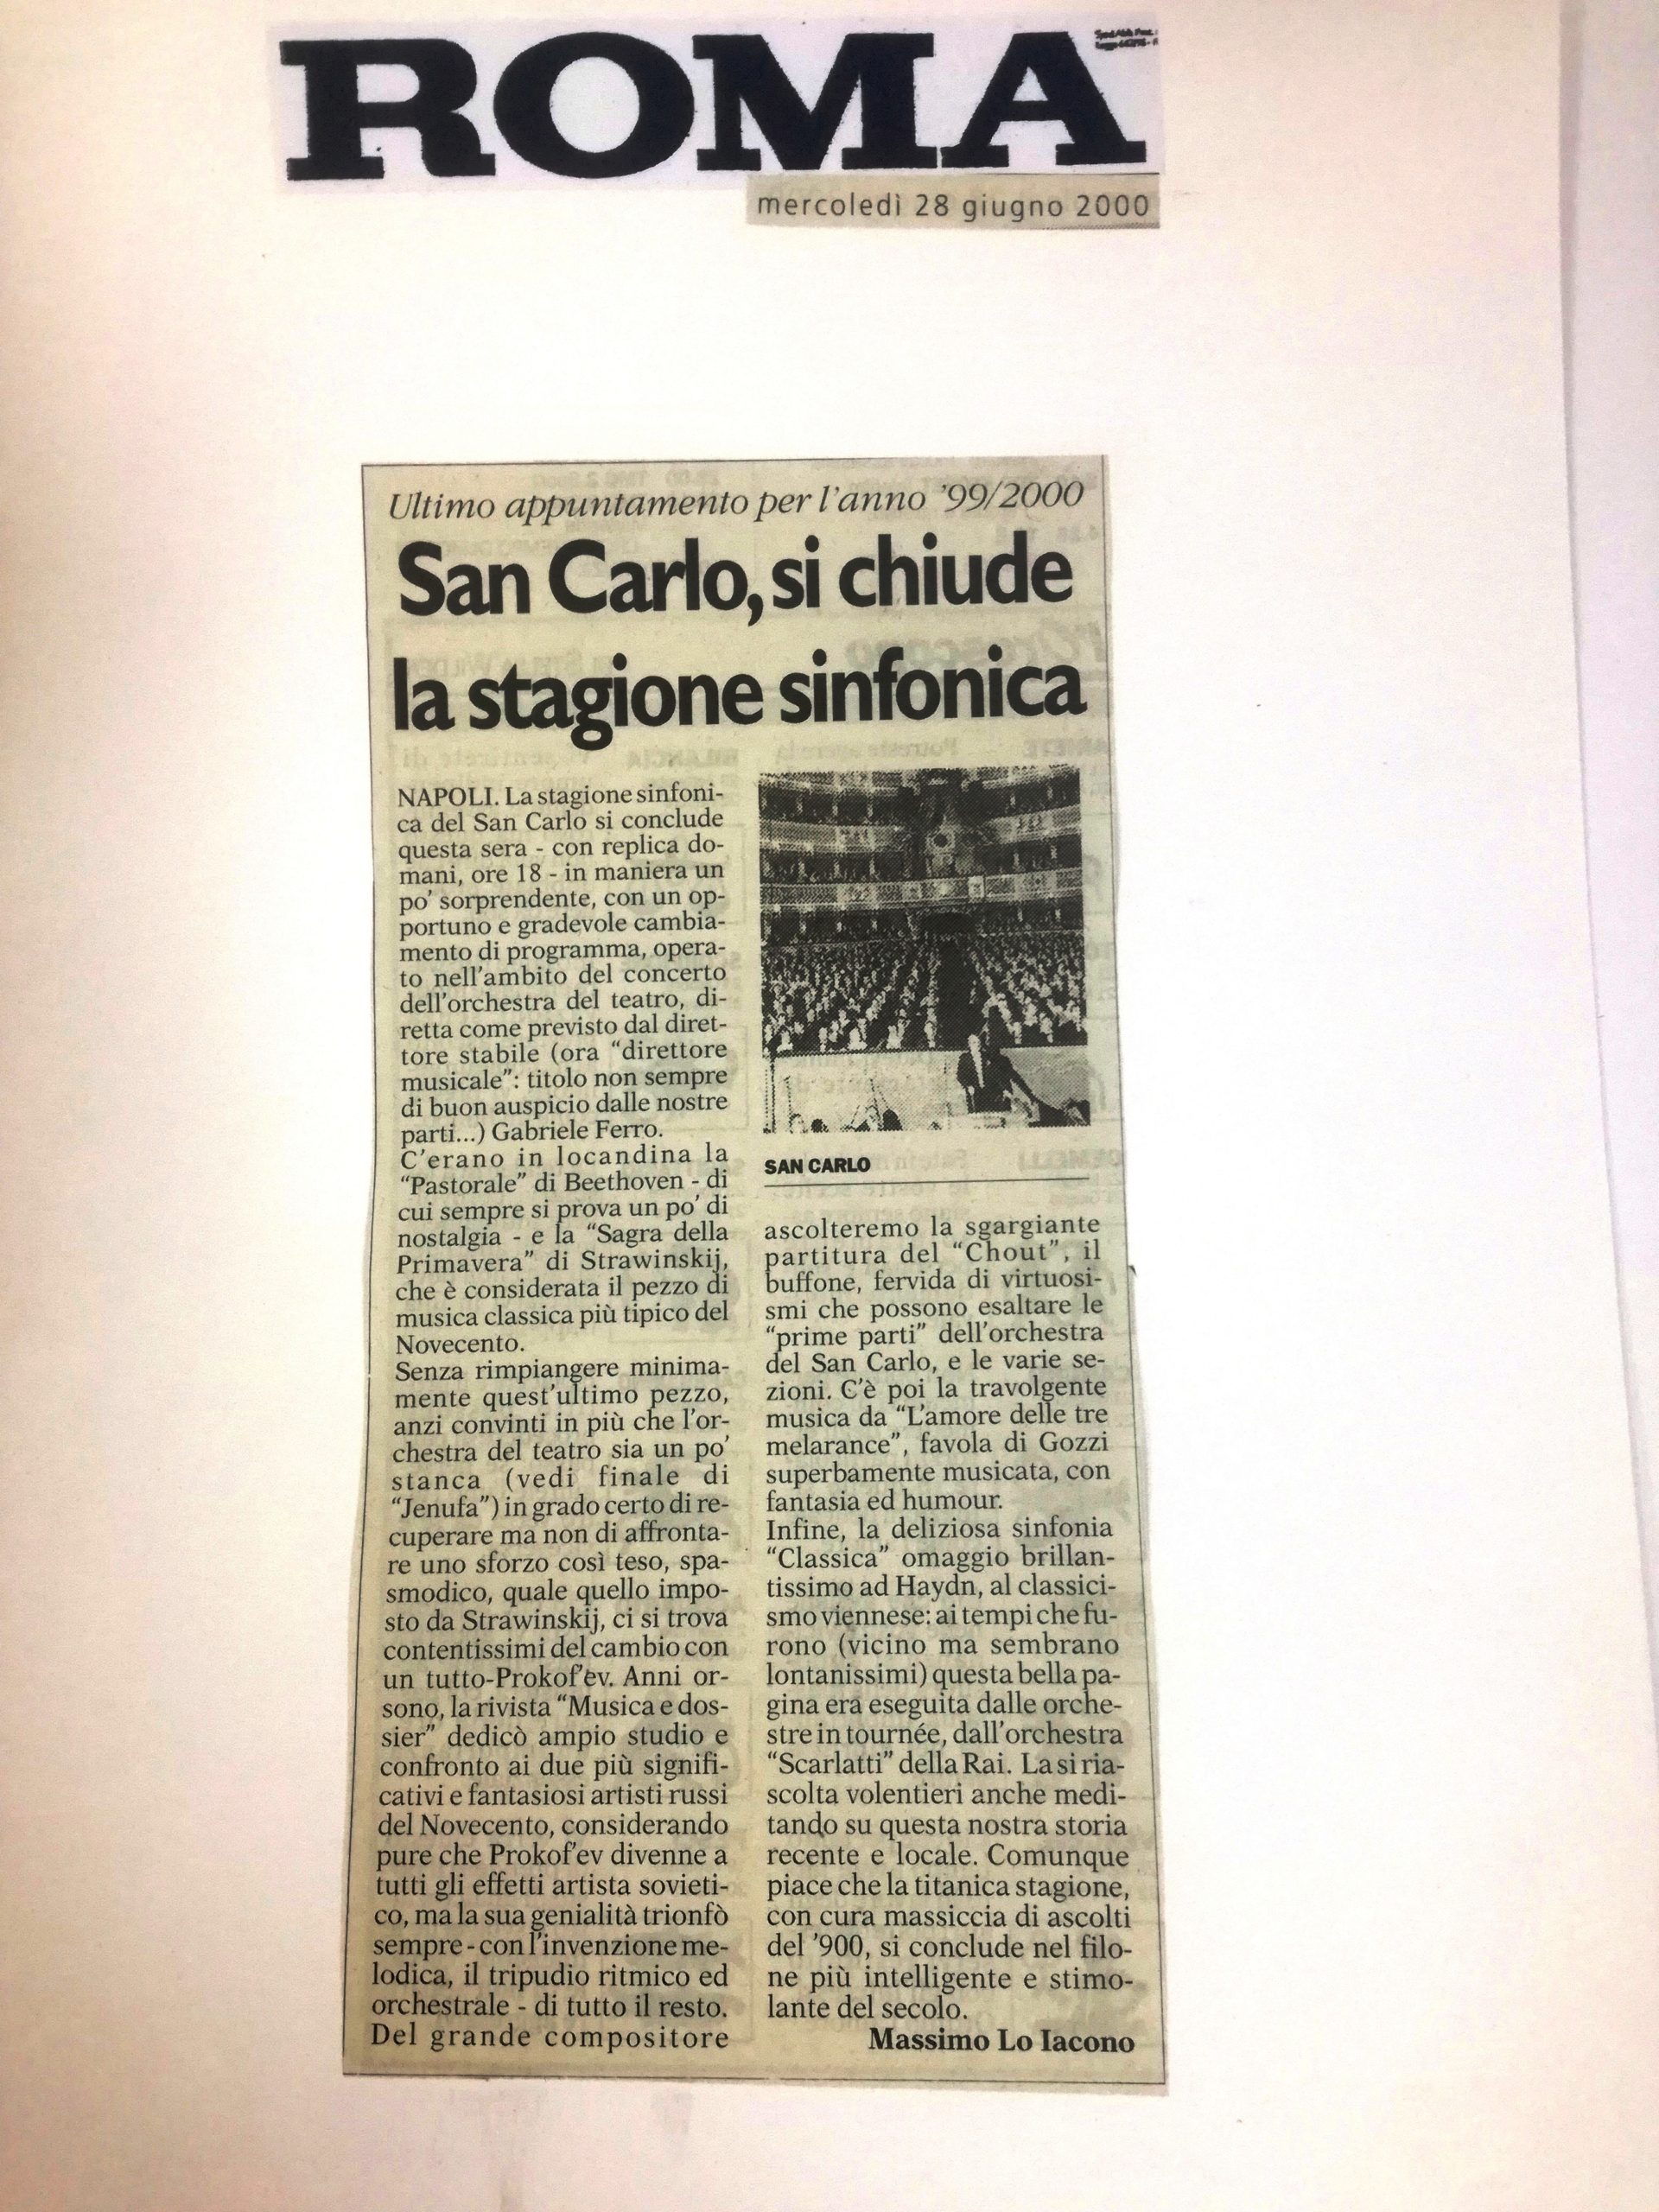 ROMA
mercoledì 28 giugno 2000
Ultimo appuntamento per l'anno '99/2000
San Carlo, si chiude
la stagione sinfonica
NAPOLI. La stagione sinfoni-
ca del San Carlo si conclude
questa sera - con replica do-
mani, ore 18 - in maniera un
po' sorprendente, con un op-
portuno e gradevole cambia-
mento di programma, opera-
to nell'ambito del concerto
dell'orchestra del teatro, di-
retta come previsto dal diret-
tore stabile (ora “direttore
musicale”: titolo non sempre
di buon auspicio dalle nostre
parti...) Gabriele Ferro.
C'erano in locandina la
“Pastorale” di Beethoven - di
cui sempre si prova un po' di
nostalgia - e la “Sagra della
Primavera” di Strawinskij,
che è considerata il pezzo di
musica classica più tipico del
Novecento.
Senza rimpiangere minima-
mente quest'ultimo pezzo,
anzi convinti in più che l'or-
chestra del teatro sia un po'
stanca (vedi finale di
“Jenufa”) in grado certo di re-
cuperare ma non di affronta-
re uno sforzo così teso, spa-
smodico, quale quello impo-
sto da Strawinskij, ci si trova
contentissimi del cambio con
un tutto-Prokof'ev. Anni or-
sono, la rivista “Musica e dos-
sier” dedicò ampio studio e
confronto ai due più signifi-
cativi e fantasiosi artisti russi
del Novecento, considerando
pure che Prokof'ev divenne a
tutti gli effetti artista sovieti-
co, ma la sua genialità trionfò
sempre - con l'invenzione me-
lodica, il tripudio ritmico ed
orchestrale - di tutto il resto.
Del grande compositore
SAN CARLO
ascolteremo la sgargiante
partitura del “Chout”, il
buffone, fervida di virtuosi-
smi che possono esaltare le
“prime parti” dell'orchestra
del San Carlo, e le varie se-
zioni. C'è poi la travolgente
musica da “L'amore delle tre
melarance”, favola di Gozzi
superbamente musicata, con
fantasia ed humour.
Infine, la deliziosa sinfonia
“Classica” omaggio brillan-
tissimo ad Haydn, al classici-
smo viennese: ai tempi che fu-
rono (vicino ma sembrano
lontanissimi) questa bella pa-
gina era eseguita dalle orche-
stre in tournée, dall'orchestra
“Scarlatti” della Rai. La si ria-
scolta volentieri anche medi-
tando su questa nostra storia
recente e locale. Comunque
piace che la titanica stagione,
con cura massiccia di ascolti
del '900, si conclude nel filo-
ne più intelligente e stimo-
lante del secolo.
Massimo Lo Iacono